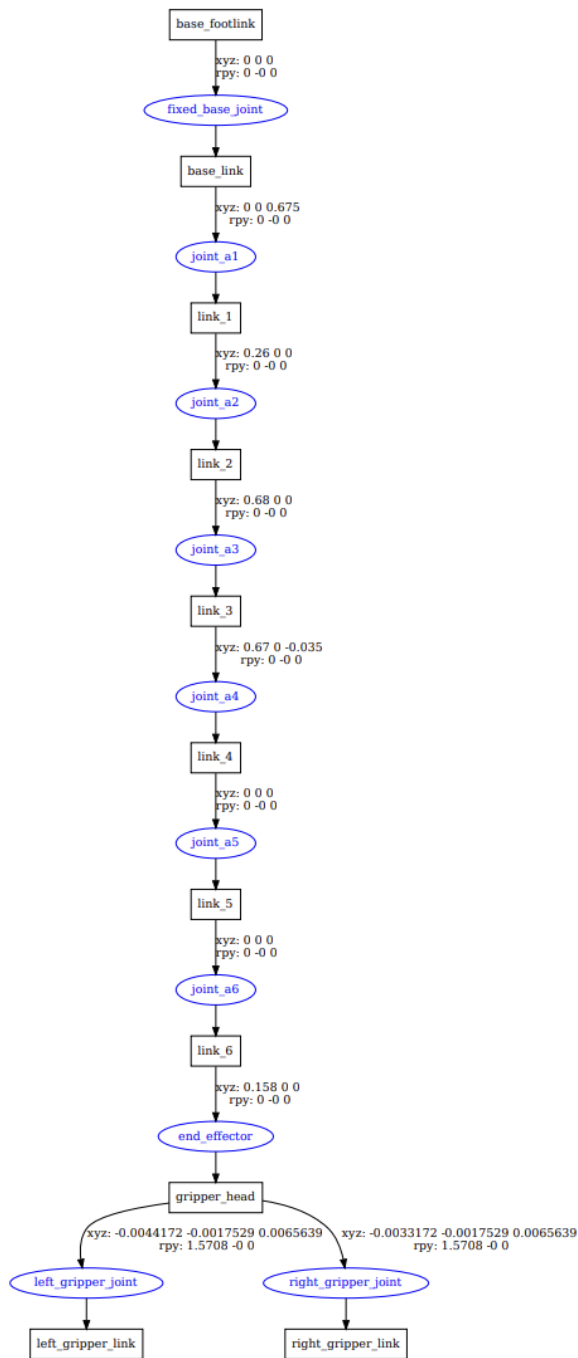 base_footlink
xyz: 0 0 0
rpy: 0 -0 0
fixed_base_joint
base_link
xyz: 0 0 0.675
rpy: 0 -0 0
joint_a1
link_1
xyz: 0.26 0 0
rpy: 0 -0 0
joint_a2
link_2
xyz: 0.68 0 0
rpy: 0 -0 0
joint_a3
link_3
xyz: 0.67 0 -0.035
rpy: 0 -0 0
joint_a4
link_4
xyz: 0 0 0
rpy: 0 -0 0
joint_a5
link_5
xyz: 0 0 0
rpy: 0 -0 0
joint_a6
link_6
xyz: 0.158 0 0
rpy: 0 -0 0
end_effector
gripper_head
xyz: -0.0044172 -0.0017529 0.0065639
rpy: 1.5708 -0 0
xyz: -0.0033172 -0.0017529 0.0065639
rpy: 1.5708 -0 0
left_gripper_joint
right_gripper_joint
left_gripper_link
right_gripper_link